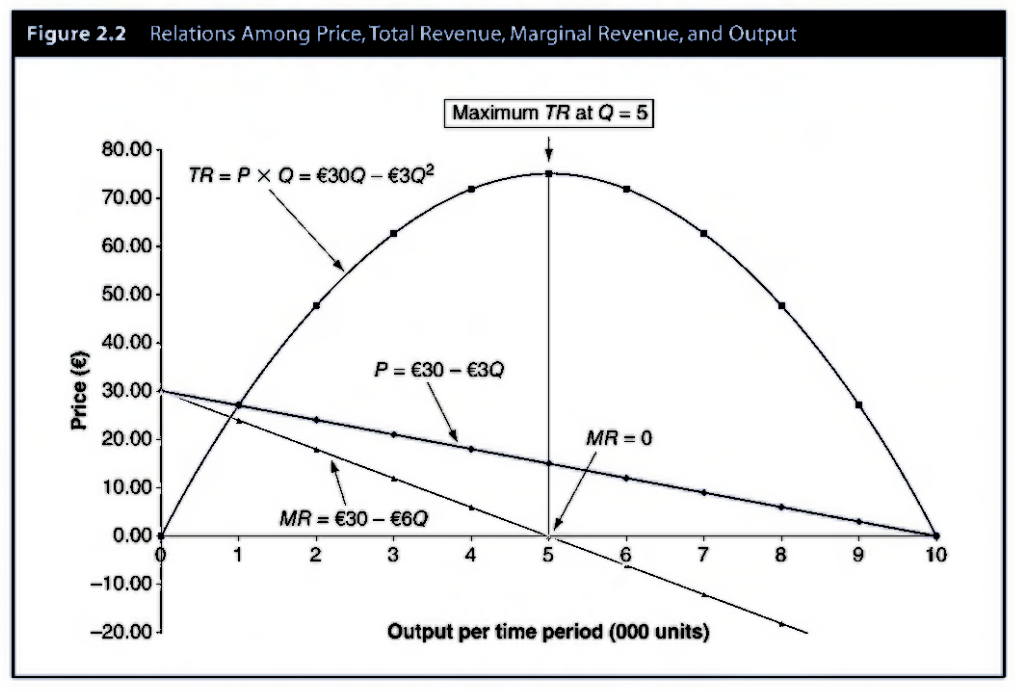 Figure 2.2 Relations Among Price, Total Revenue, Marginal Revenue, and Output
Maximum TR at Q = 5
80.00
TR = P × Q = €30Q – €3Q²
70.00
60.00
50.00
40.00
P = €30 – €3Q
30.00
Price (€)
20.00
MR = 0
10.00
MR = €30 – €6Q
0.00
0 1 2 3 4 5 6 7 8 9 10
–10.00
–20.00
Output per time period (000 units)